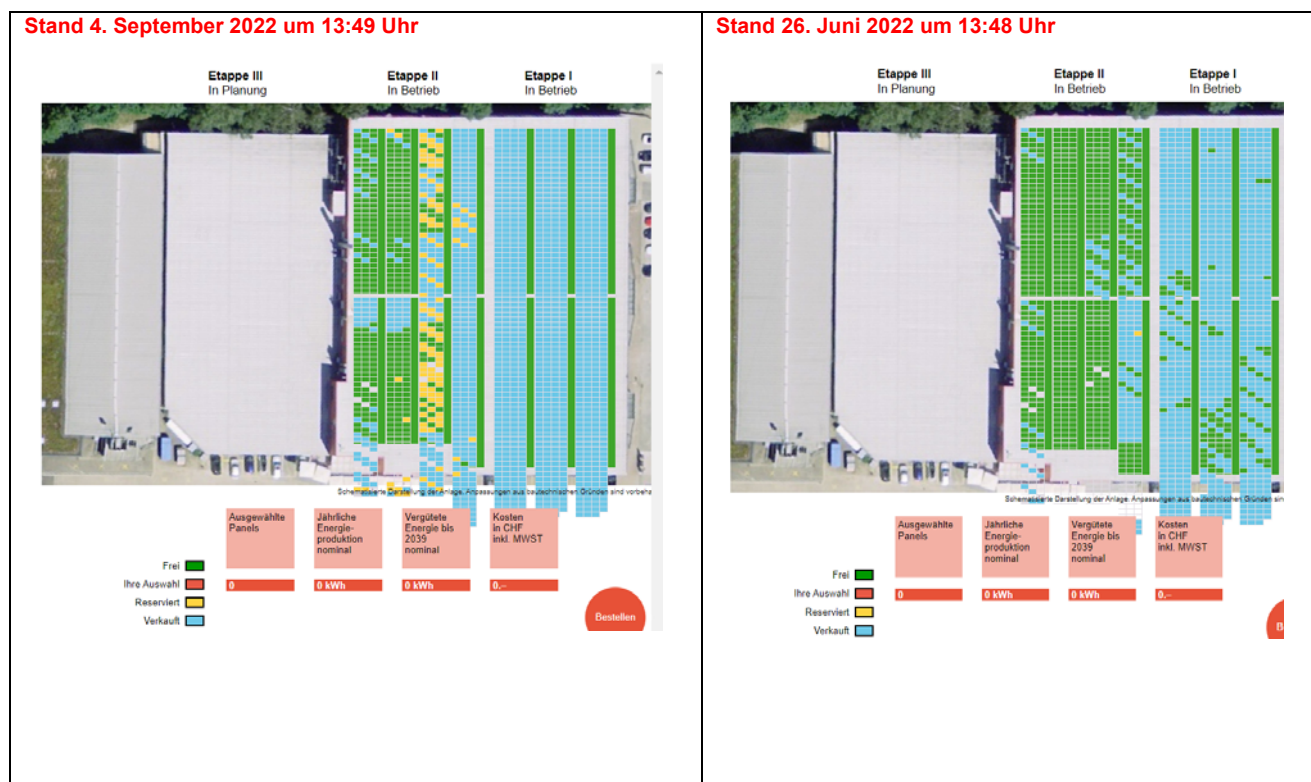 Stand 4. September 2022 um 13:49 Uhr
Etappe III
In Planung
Etappe II
In Betrieb
Etappe I
In Betrieb
Schematisierte Darstellung der Anlage. Anpassungen aus bautechnischen Gründen sind vorbeha
Ausgewählte
Panels
Jährliche
Energie-
produktion
nominal
Vergütete
Energie bis
2039
nominal
Kosten
in CHF
inkl. MWST
Frei
Ihre Auswahl
0
0 kWh
0 kWh
0.--
Reserviert
Verkauft
Bestellen
Stand 26. Juni 2022 um 13:48 Uhr
Etappe III
In Planung
Etappe II
In Betrieb
Etappe I
In Betrieb
Schematisierte Darstellung der Anlage. Anpassungen aus bautechnischen Gründen sin
Ausgewählte
Panels
Jährliche
Energie-
produktion
nominal
Vergütete
Energie bis
2039
nominal
Kosten
in CHF
inkl. MWST
Frei
Ihre Auswahl
0
0 kWh
0 kWh
0.--
Reserviert
Verkauft
B